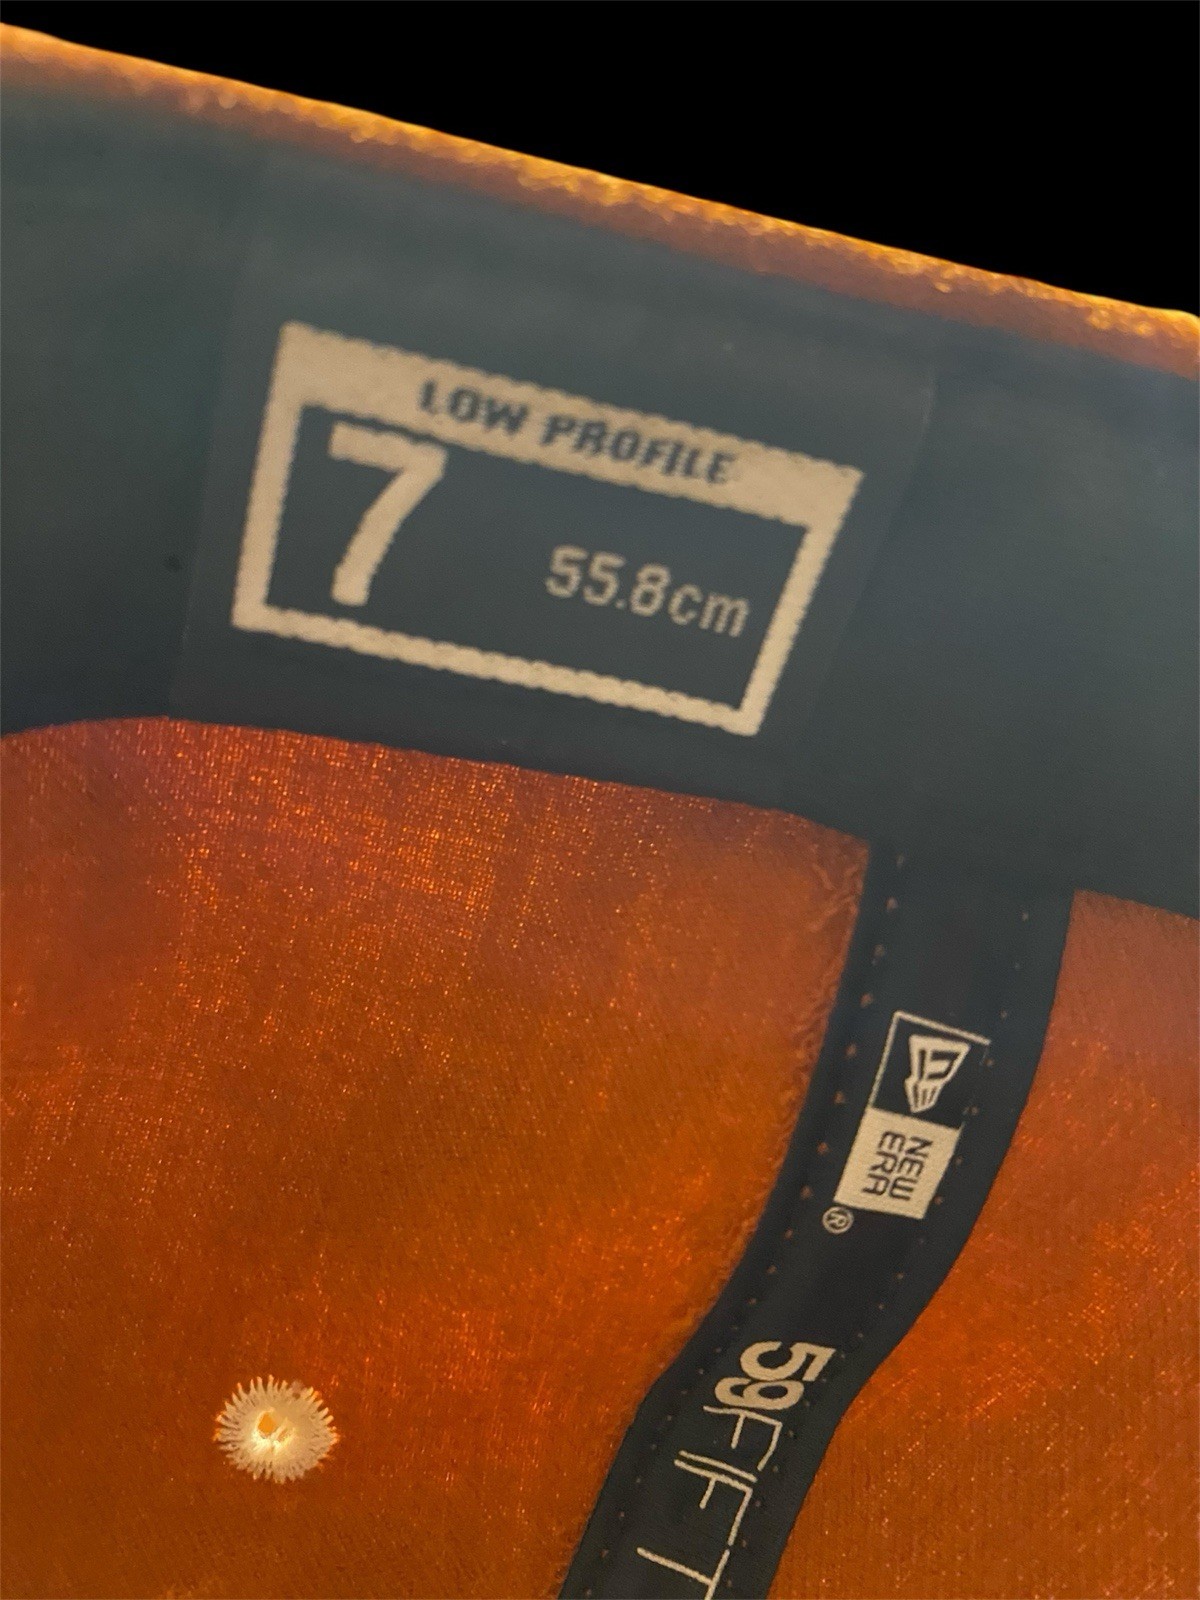 LOW PROFILE
7 55.8cm
NEW
ERA
®
59FIFT